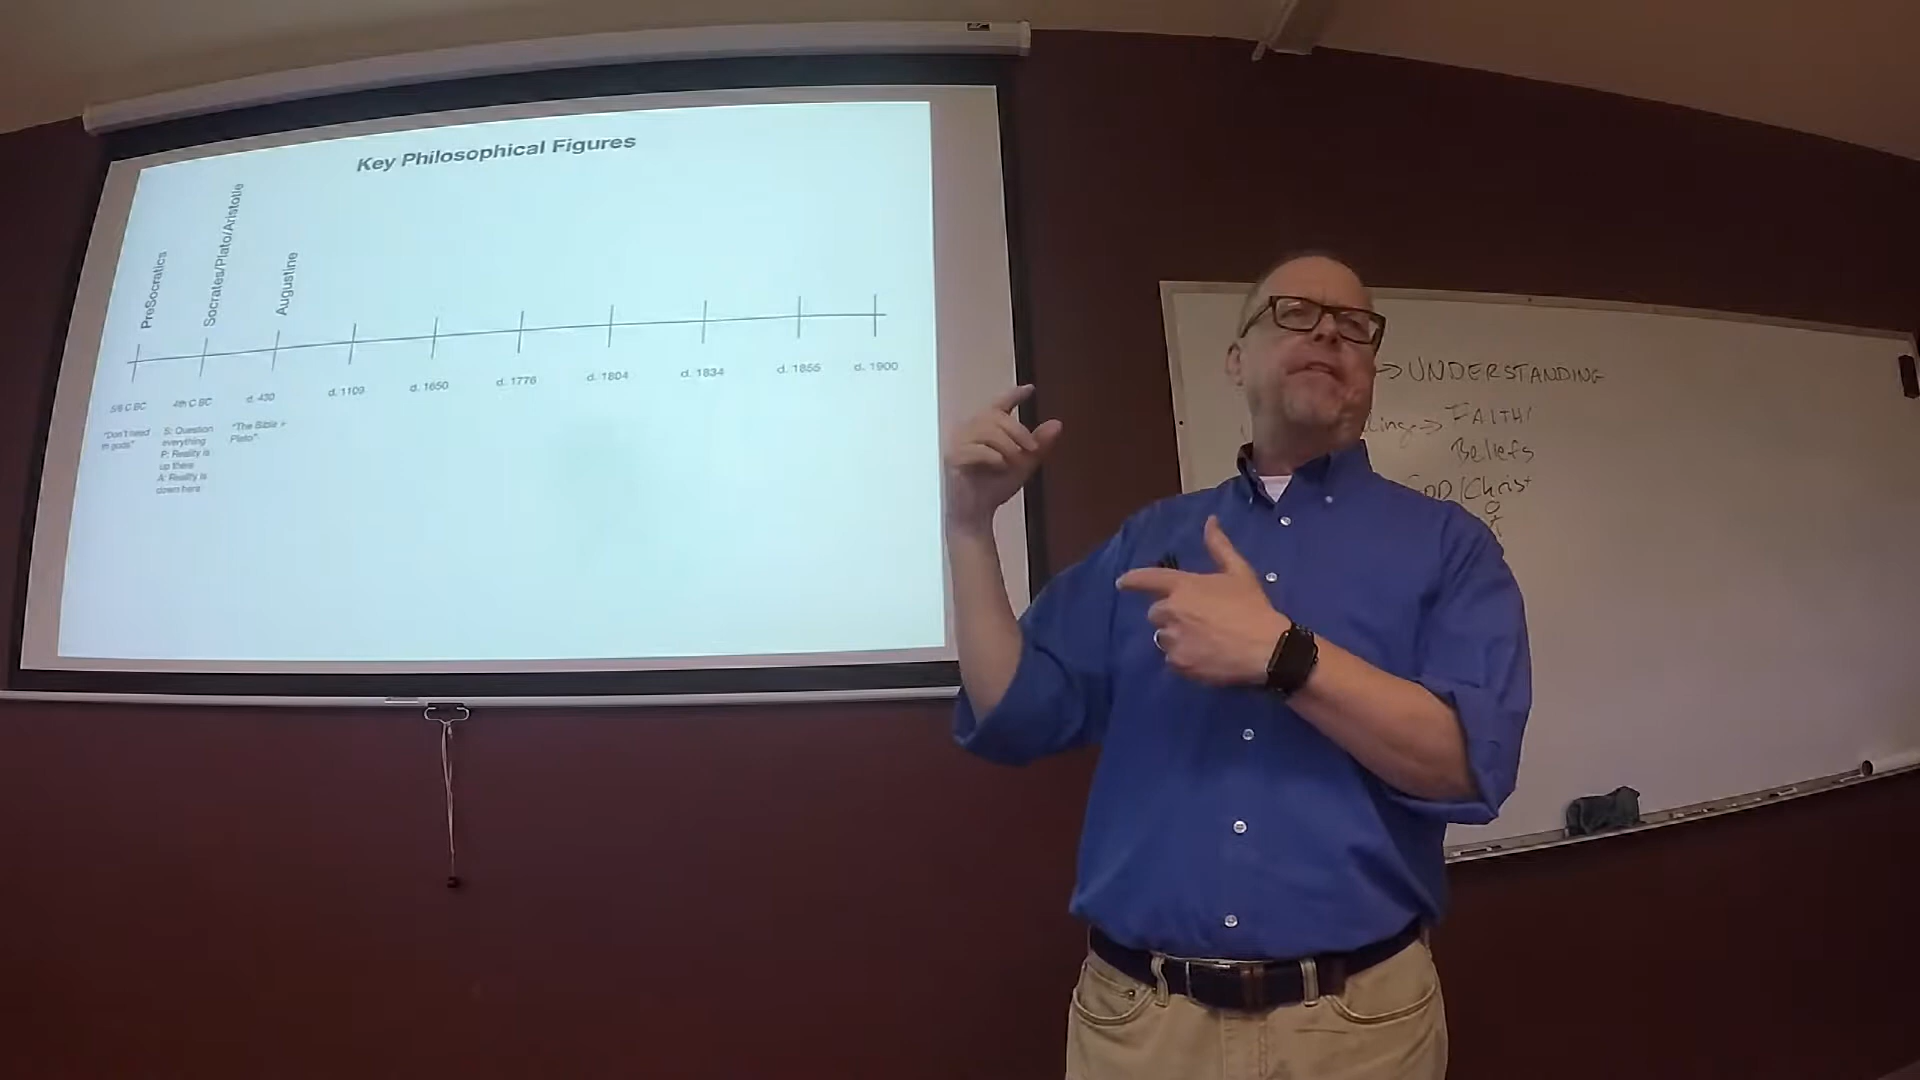 Key Philosophical Figures
PreSocratics
Socrates/Plato/Aristotle
Augustine
5/6 C BC
4th C BC
d. 430
d. 1109
d. 1650
d. 1776
d. 1804
d. 1834
d. 1855
d. 1900
"Don't need
th gods"
S: Question
everything
P: Reality is
up there
A: Reality is
down here
"The Bible +
Plato"
→ UNDERSTANDING
→ FAITH/
Beliefs
/Christ